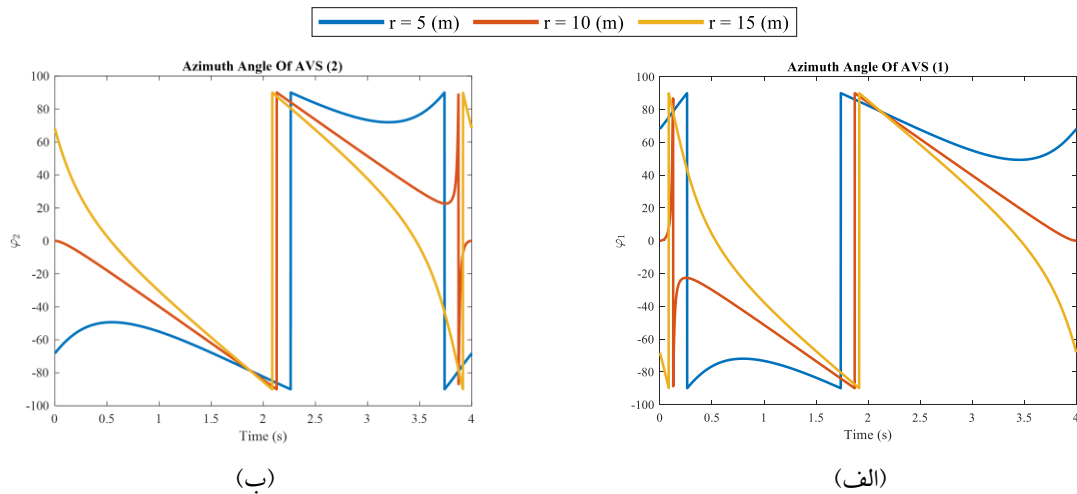 r = 5 (m) r = 10 (m) r = 15 (m)
Azimuth Angle Of AVS (2)
100
80
60
40
20
0
-20
-40
-60
-80
-100
φ2
0 0.5 1 1.5 2 2.5 3 3.5 4
Time (s)
(ب)
Azimuth Angle Of AVS (1)
100
80
60
40
20
0
-20
-40
-60
-80
-100
φ1
0 0.5 1 1.5 2 2.5 3 3.5 4
Time (s)
(الف)